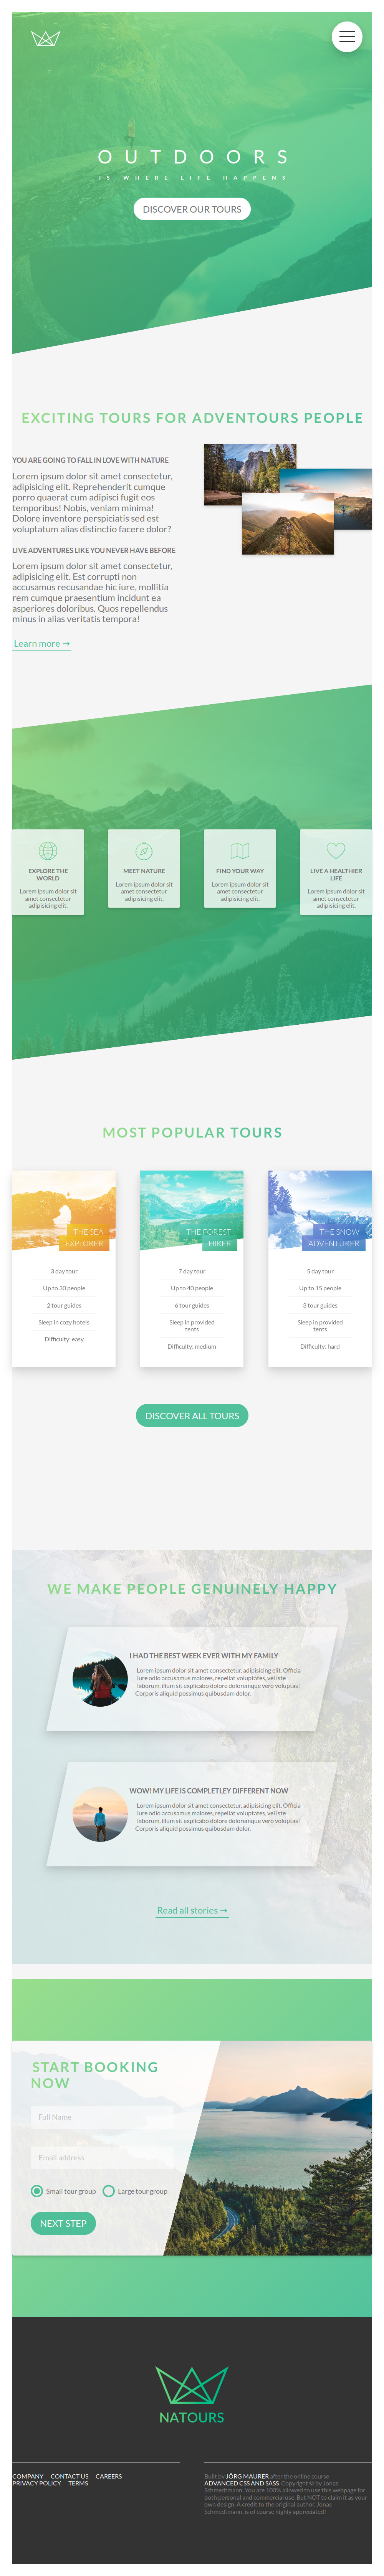 OUTDOORS
IS WHERE LIFE HAPPENS
DISCOVER OUR TOURS
EXCITING TOURS FOR ADVENTOURS PEOPLE
YOU ARE GOING TO FALL IN LOVE WITH NATURE
Lorem ipsum dolor sit amet consectetur,
adipisicing elit. Reprehenderit cumque
porro quaerat cum adipisci fugit eos
temporibus! Nobis, veniam minima!
Dolore inventore perspiciatis sed est
voluptatum alias distinctio facere dolor?
LIVE ADVENTURES LIKE YOU NEVER HAVE BEFORE
Lorem ipsum dolor sit amet consectetur,
adipisicing elit. Est corrupti non
accusamus recusandae hic iure, mollitia
rem cumque praesentium incidunt ea
asperiores doloribus. Quos repellendus
minus in alias veritatis tempora!
Learn more →
EXPLORE THE
WORLD
Lorem ipsum dolor sit
amet consectetur
adipisicing elit.
MEET NATURE
Lorem ipsum dolor sit
amet consectetur
adipisicing elit.
FIND YOUR WAY
Lorem ipsum dolor sit
amet consectetur
adipisicing elit.
LIVE A HEALTHIER
LIFE
Lorem ipsum dolor sit
amet consectetur
adipisicing elit.
MOST POPULAR TOURS
THE SEA
EXPLORER
3 day tour
Up to 30 people
2 tour guides
Sleep in cozy hotels
Difficulty: easy
THE FOREST
HIKER
7 day tour
Up to 40 people
6 tour guides
Sleep in provided
tents
Difficulty: medium
THE SNOW
ADVENTURER
5 day tour
Up to 15 people
3 tour guides
Sleep in provided
tents
Difficulty: hard
DISCOVER ALL TOURS
WE MAKE PEOPLE GENUINELY HAPPY
I HAD THE BEST WEEK EVER WITH MY FAMILY
Lorem ipsum dolor sit amet consectetur, adipisicing elit. Officia
iure odio accusamus maiores, repellat voluptates, vel iste
laborum, illum sit explicabo dolore doloremque vero voluptas!
Corporis aliquid possimus quibusdam dolor.
WOW! MY LIFE IS COMPLETLEY DIFFERENT NOW
Lorem ipsum dolor sit amet consectetur, adipisicing elit. Officia
iure odio accusamus maiores, repellat voluptates, vel iste
laborum, illum sit explicabo dolore doloremque vero voluptas!
Corporis aliquid possimus quibusdam dolor.
Read all stories →
START BOOKING
NOW
Full Name
Email address
Small tour group Large tour group
NEXT STEP
NATOURS
COMPANY CONTACT US CAREERS
PRIVACY POLICY TERMS
Built by JÖRG MAURER after the online course
ADVANCED CSS AND SASS. Copyright © by Jonas
Schmedtmann. You are 100% allowed to use this webpage for
both personal and commercial use. But NOT to claim it as your
own design. A credit to the original author, Jonas
Schmedtmann, is of course highly appreciated!